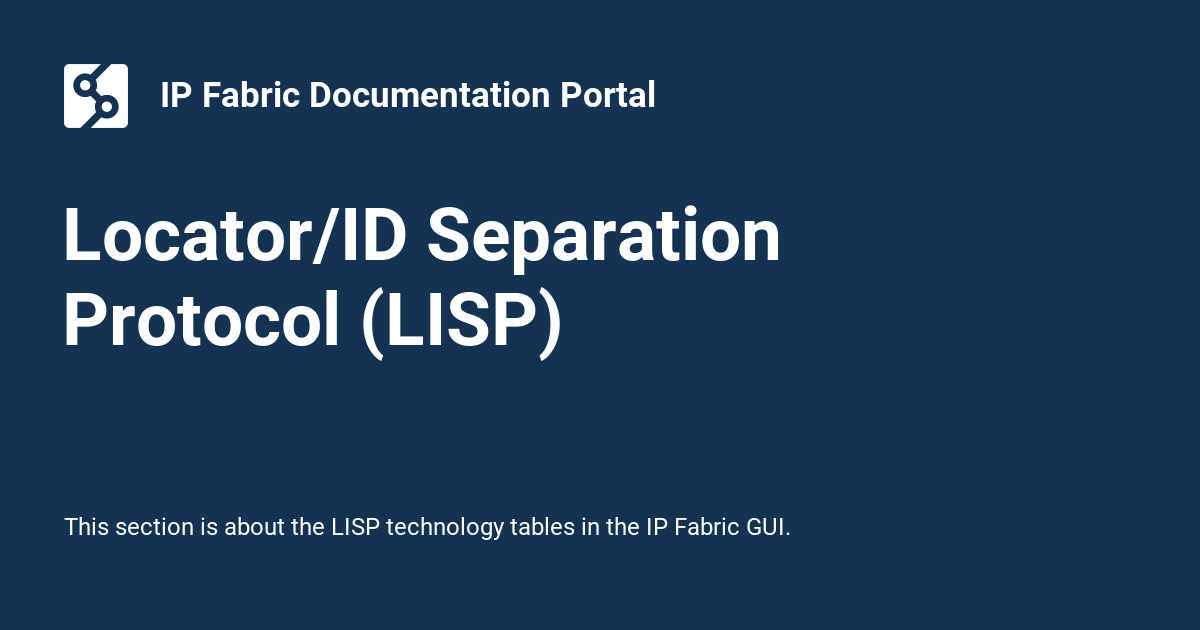 IP Fabric Documentation Portal
Locator/ID Separation
Protocol (LISP)
This section is about the LISP technology tables in the IP Fabric GUI.